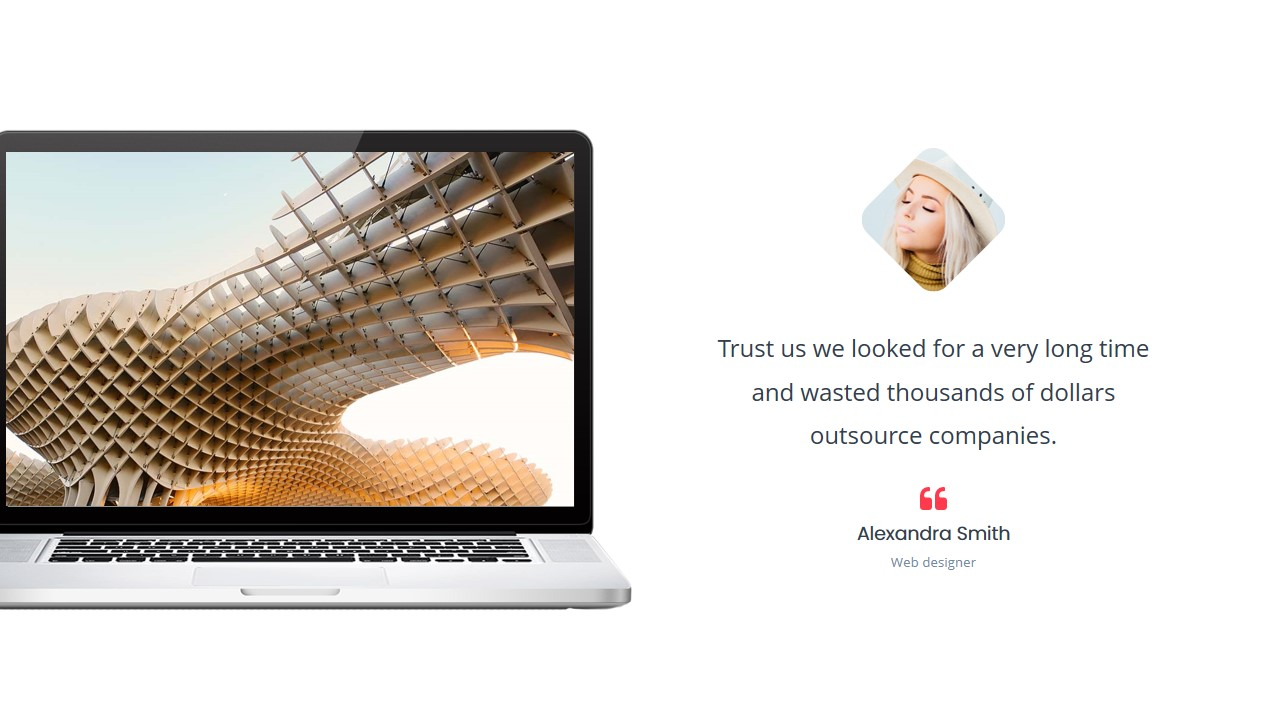 Trust us we looked for a very long time
and wasted thousands of dollars
outsource companies.
Alexandra Smith
Web designer